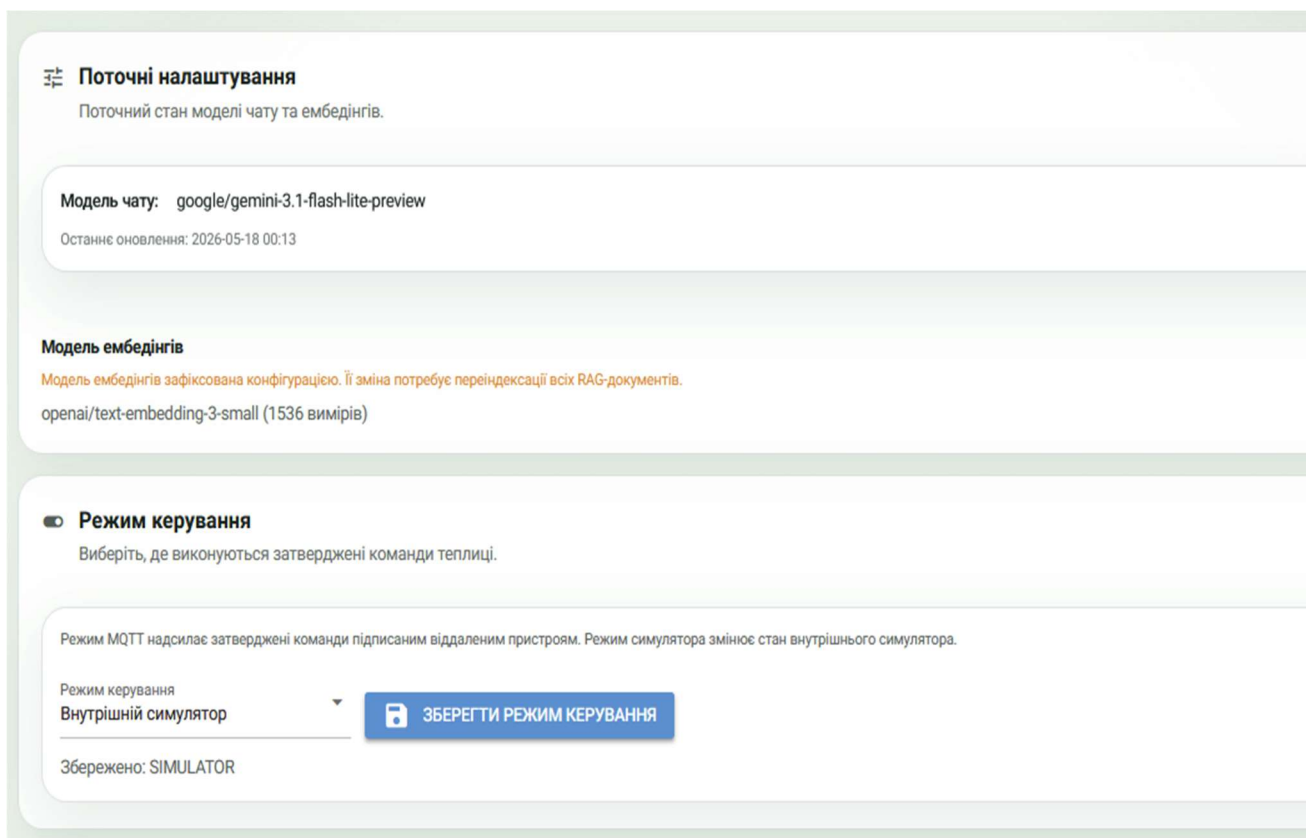 Поточні налаштування
Поточний стан моделі чату та ембедінгів.
Модель чату: google/gemini-3.1-flash-lite-preview
Останнє оновлення: 2026-05-18 00:13
Модель ембедінгів
Модель ембедінгів зафіксована конфігурацією. Її зміна потребує переіндексації всіх RAG-документів.
openai/text-embedding-3-small (1536 вимірів)
Режим керування
Виберіть, де виконуються затверджені команди теплиці.
Режим MQTT надсилає затверджені команди підписаним віддаленим пристроям. Режим симулятора змінює стан внутрішнього симулятора.
Режим керування
Внутрішній симулятор
ЗБЕРЕГТИ РЕЖИМ КЕРУВАННЯ
Збережено: SIMULATOR